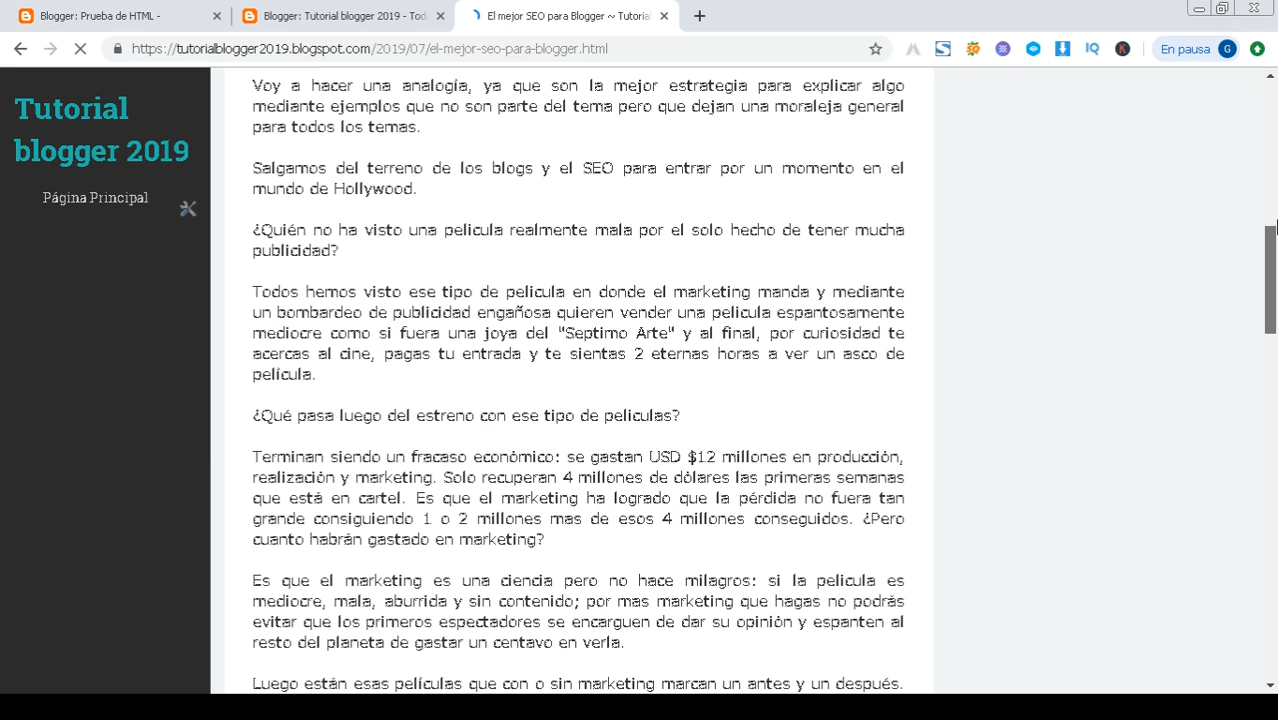 Blogger: Prueba de HTML -
Blogger: Tutorial blogger 2019 - Tod
El mejor SEO para Blogger ~ Tutorial
https://tutorialblogger2019.blogspot.com/2019/07/el-mejor-seo-para-blogger.html
IQ
K
En pausa
G
Tutorial
blogger 2019
Página Principal
Voy a hacer una analogía, ya que son la mejor estrategia para explicar algo
mediante ejemplos que no son parte del tema pero que dejan una moraleja general
para todos los temas.
Salgamos del terreno de los blogs y el SEO para entrar por un momento en el
mundo de Hollywood.
¿Quién no ha visto una pelicula realmente mala por el solo hecho de tener mucha
publicidad?
Todos hemos visto ese tipo de pelicula en donde el marketing manda y mediante
un bombardeo de publicidad engañosa quieren vender una pelicula espantosamente
mediocre como si fuera una joya del "Septimo Arte" y al final, por curiosidad te
acercas al cine, pagas tu entrada y te sientas 2 eternas horas a ver un asco de
película.
¿Qué pasa luego del estreno con ese tipo de peliculas?
Terminan siendo un fracaso económico: se gastan USD $12 millones en producción,
realización y marketing. Solo recuperan 4 millones de dólares las primeras semanas
que está en cartel. Es que el marketing ha logrado que la pérdida no fuera tan
grande consiguiendo 1 o 2 millones mas de esos 4 millones conseguidos. ¿Pero
cuanto habrán gastado en marketing?
Es que el marketing es una ciencia pero no hace milagros: si la pelicula es
mediocre, mala, aburrida y sin contenido; por mas marketing que hagas no podrás
evitar que los primeros espectadores se encarguen de dar su opinión y espanten al
resto del planeta de gastar un centavo en verla.
Luego están esas películas que con o sin marketing marcan un antes y un después.